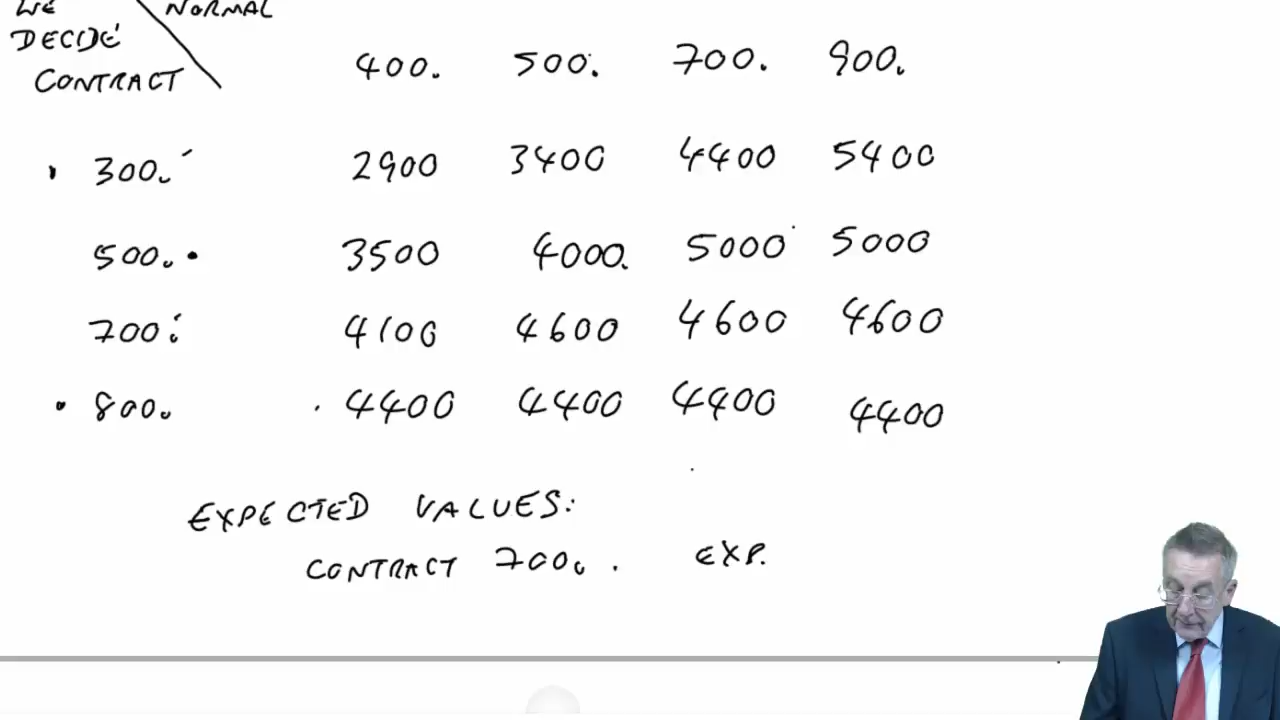 WE NORMAL
DECIDE
CONTRACT
400. 500. 700. 900.
300. 2900 3400 4400 5400
500. 3500 4000. 5000 5000
700. 4100 4600 4600 4600
800. 4400 4400 4400 4400
EXPECTED VALUES:
CONTRACT 700. EXP.